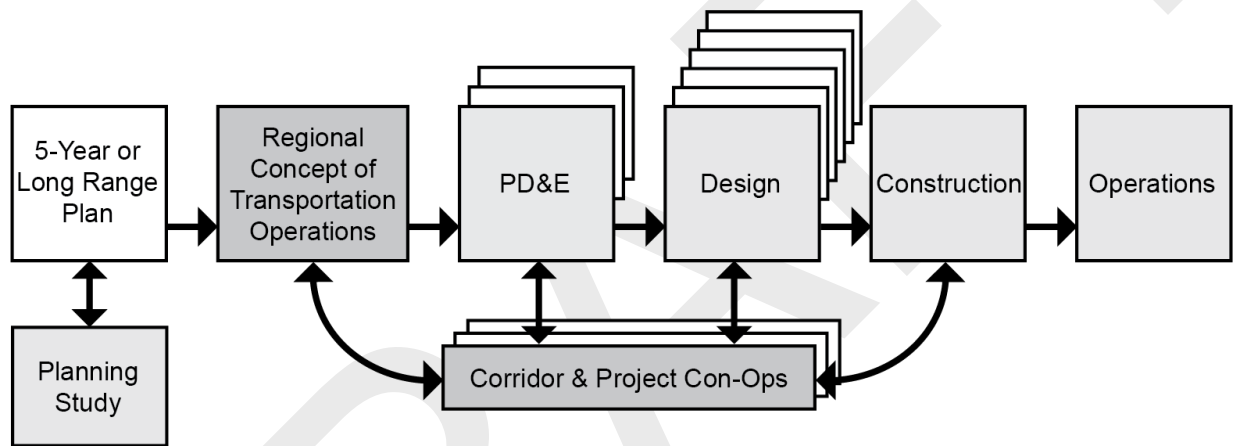 5-Year or
Long Range
Plan
Regional
Concept of
Transportation
Operations
PD&E
Design
Construction
Operations
Planning
Study
Corridor & Project Con-Ops